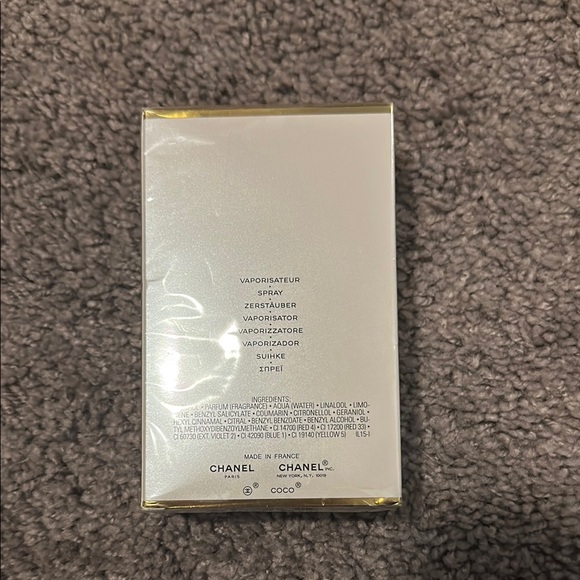 VAPORISATEUR
•
SPRAY
•
ZERSTÄUBER
•
VAPORISATOR
•
VAPORIZZATORE
•
VAPORIZADOR
•
SUIHKE
•
ΣΠΡΕΪ
INGREDIENTS:
• PARFUM (FRAGRANCE) • AQUA (WATER) • LINALOOL • LIMO-
NENE • BENZYL SALICYLATE • COUMARIN • CITRONELLOL • GERANIOL •
HEXYL CINNAMAL • CITRAL • BENZYL BENZOATE • BENZYL ALCOHOL • BU-
TYL METHOXYDIBENZOYLMETHANE • CI 14700 (RED 4) • CI 17200 (RED 33) •
CI 60730 (EXT. VIOLET 2) • CI 42090 (BLUE 1) • CI 19140 (YELLOW 5) IL15-I
MADE IN FRANCE
CHANEL CHANEL® INC.
PARIS NEW YORK, N.Y. 10019
® COCO®